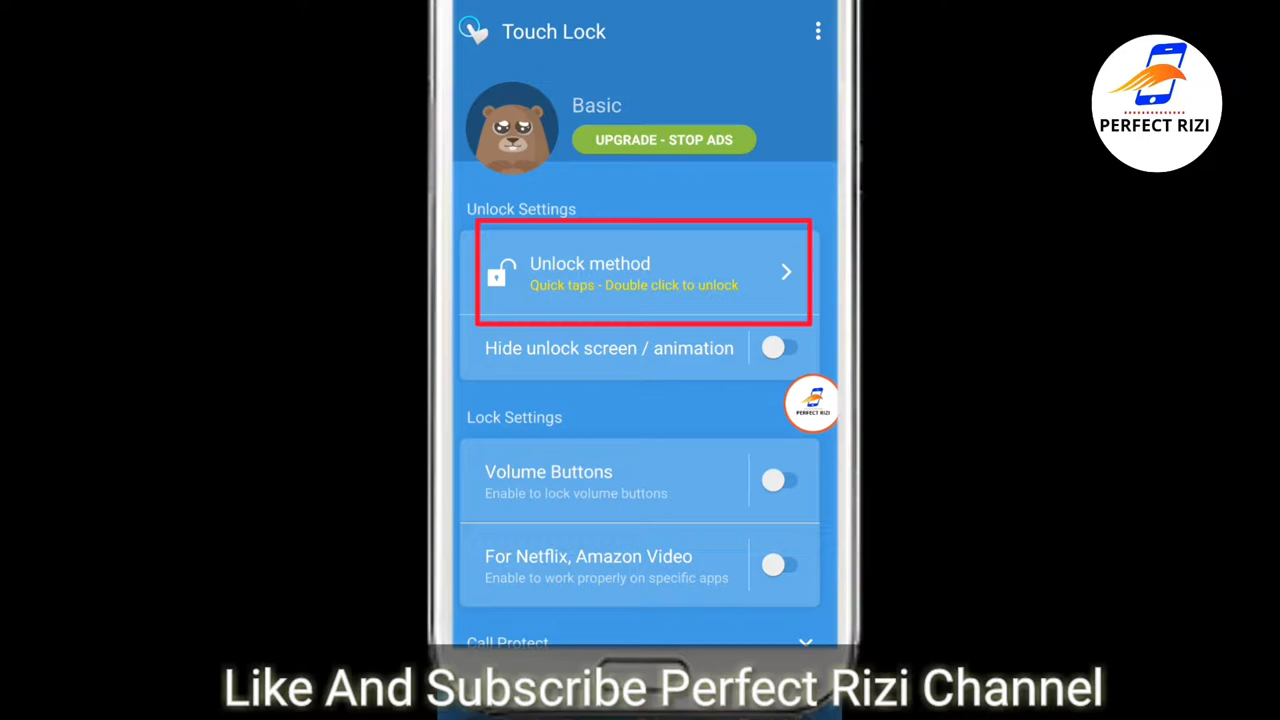 Touch Lock
PERFECT RIZI
Basic
UPGRADE - STOP ADS
Unlock Settings
Unlock method
Quick taps - Double click to unlock
Hide unlock screen / animation
PERFECT RIZI
Lock Settings
Volume Buttons
Enable to lock volume buttons
For Netflix, Amazon Video
Enable to work properly on specific apps
Call Protect
Like And Subscribe Perfect Rizi Channel